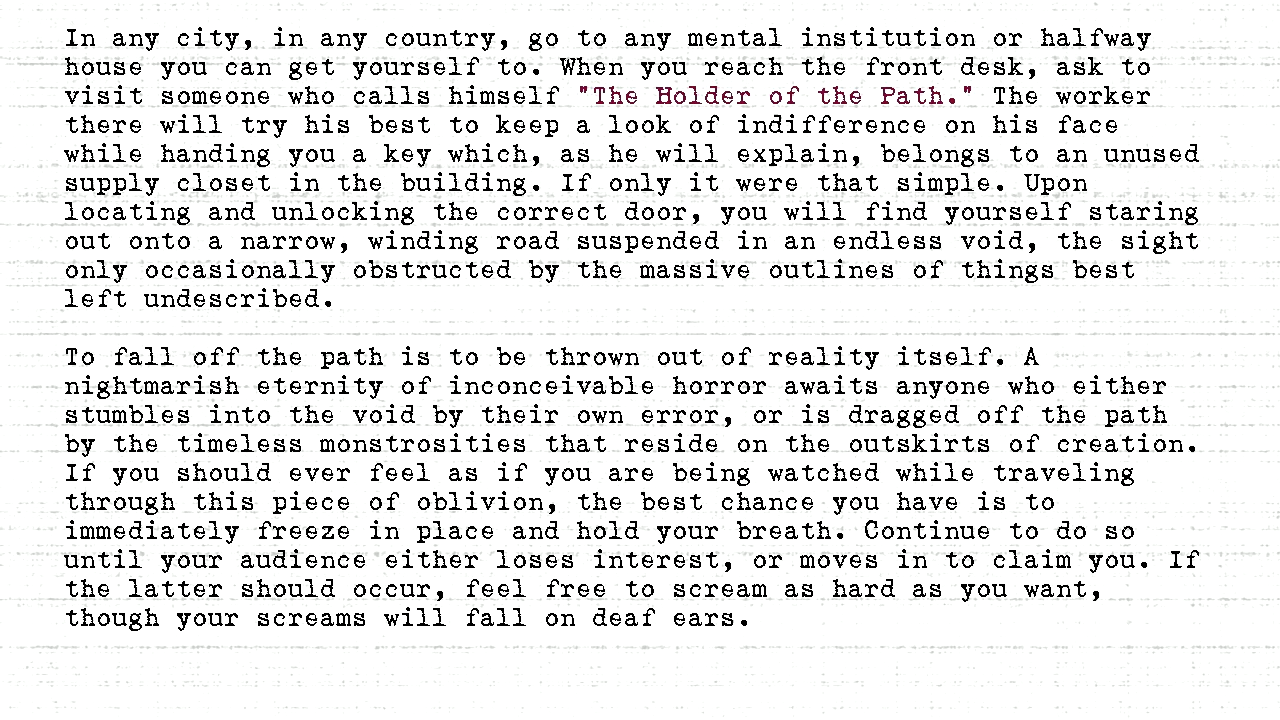 In any city, in any country, go to any mental institution or halfway
house you can get yourself to. When you reach the front desk, ask to
visit someone who calls himself "The Holder of the Path." The worker
there will try his best to keep a look of indifference on his face
while handing you a key which, as he will explain, belongs to an unused
supply closet in the building. If only it were that simple. Upon
locating and unlocking the correct door, you will find yourself staring
out onto a narrow, winding road suspended in an endless void, the sight
only occasionally obstructed by the massive outlines of things best
left undescribed.

To fall off the path is to be thrown out of reality itself. A
nightmarish eternity of inconceivable horror awaits anyone who either
stumbles into the void by their own error, or is dragged off the path
by the timeless monstrosities that reside on the outskirts of creation.
If you should ever feel as if you are being watched while traveling
through this piece of oblivion, the best chance you have is to
immediately freeze in place and hold your breath. Continue to do so
until your audience either loses interest, or moves in to claim you. If
the latter should occur, feel free to scream as hard as you want,
though your screams will fall on deaf ears.